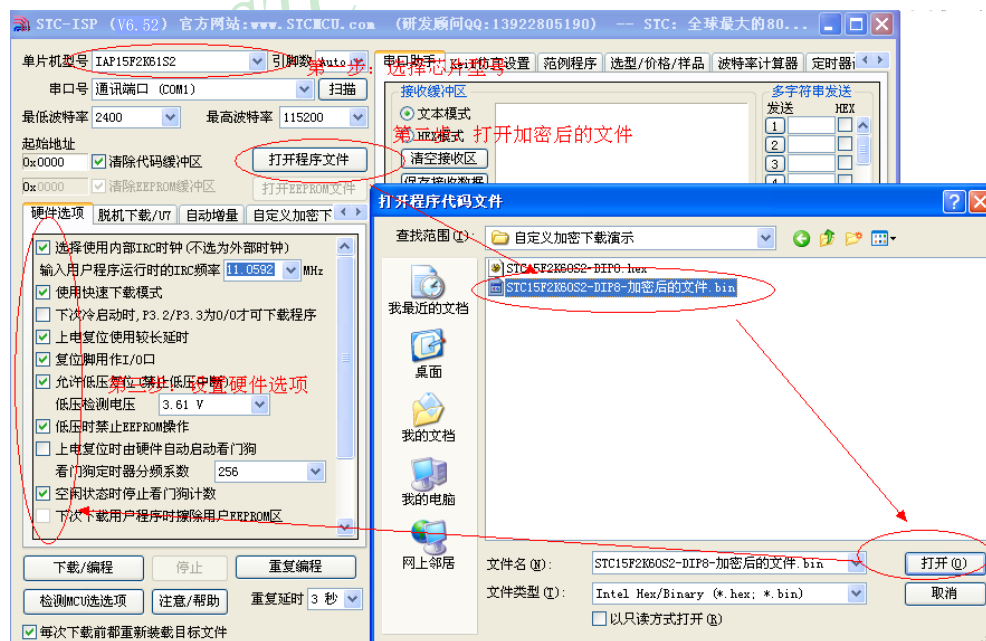 STC-ISP (V6.52) 官方网站:www.STCMCU.com (研发顾问QQ:13922805190) -- STC: 全球最大的80...
单片机型号 IAP15F2K61S2 引脚数 Auto
第一步：选择芯片型号
串口助手 Keil仿真设置 范例程序 选型/价格/样品 波特率计算器 定时器
串口号 通讯端口 (COM1) 扫描
最低波特率 2400 最高波特率 115200
起始地址
0x0000 清除代码缓冲区 打开程序文件
0x0000 清除EEPROM缓冲区 打开EEPROM文件
接收缓冲区
文本模式
HEX模式
清空接收区
保存接收数据
多字符串发送
发送 HEX
1
2
3
4
第二步：打开加密后的文件
硬件选项 脱机下载/U7 自动增量 自定义加密下
选择使用内部IRC时钟(不选为外部时钟)
输入用户程序运行时的IRC频率 11.0592 MHz
使用快速下载模式
下次冷启动时,P3.2/P3.3为0/0才可下载程序
上电复位使用较长延时
复位脚用作I/O口
允许低压复位(禁止低压中断)
第三步：设置硬件选项
低压检测电压 3.61 V
低压时禁止EEPROM操作
上电复位时由硬件自动启动看门狗
看门狗定时器分频系数 256
空闲状态时停止看门狗计数
下次下载用户程序时擦除用户EEPROM区
下载/编程 停止 重复编程
检测MCU选项 注意/帮助 重复延时 3 秒
每次下载前都重新装载目标文件
打开程序代码文件
查找范围(I): 自定义加密下载演示
STC15F2K60S2-DIP8.hex
STC15F2K60S2-DIP8-加密后的文件.bin
我最近的文档
桌面
我的文档
我的电脑
网上邻居
文件名(N): STC15F2K60S2-DIP8-加密后的文件.bin 打开(O)
文件类型(T): Intel Hex/Binary (*.hex; *.bin) 取消
以只读方式打开(R)